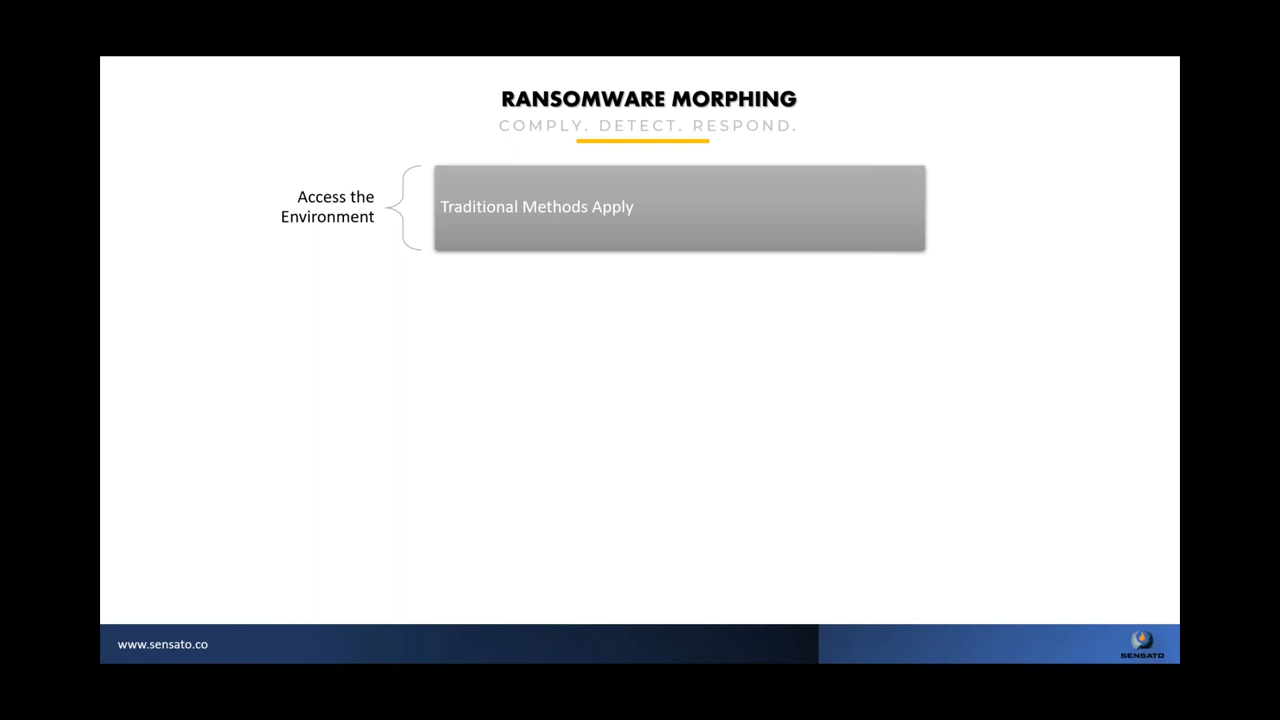 RANSOMWARE MORPHING
COMPLY. DETECT. RESPOND.
Access the
Environment
Traditional Methods Apply
www.sensato.co
SENSATO